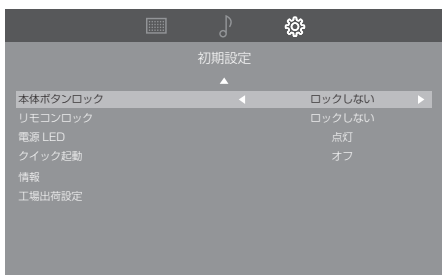 初期設定
本体ボタンロック ロックしない
リモコンロック ロックしない
電源 LED 点灯
クイック起動 オフ
情報
工場出荷設定